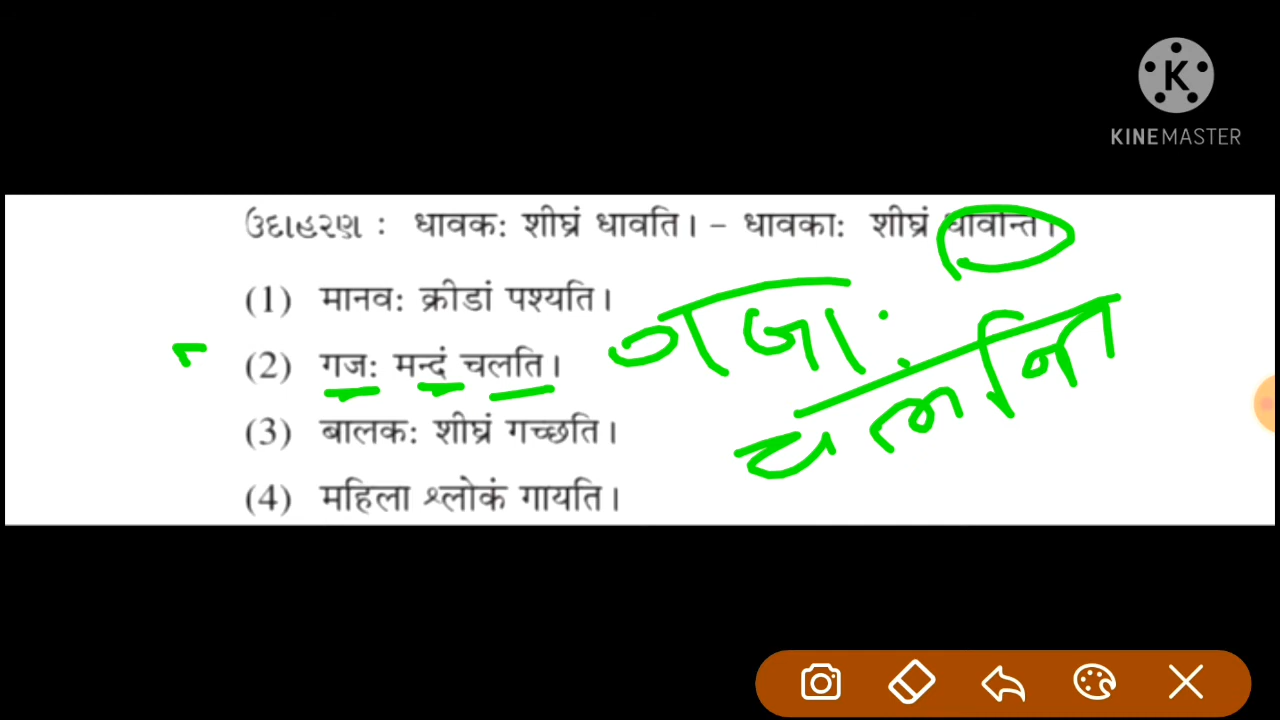 KINEMASTER
ઉદાહરણ : धावकः शीघ्रं धावति। – धावकाः शीघ्रं धावन्ति।
(1) मानवः क्रीडां पश्यति।
(2) गजः मन्दं चलति।
गजाः
चलन्ति
(3) बालकः शीघ्रं गच्छति।
(4) महिला श्लोकं गायति।